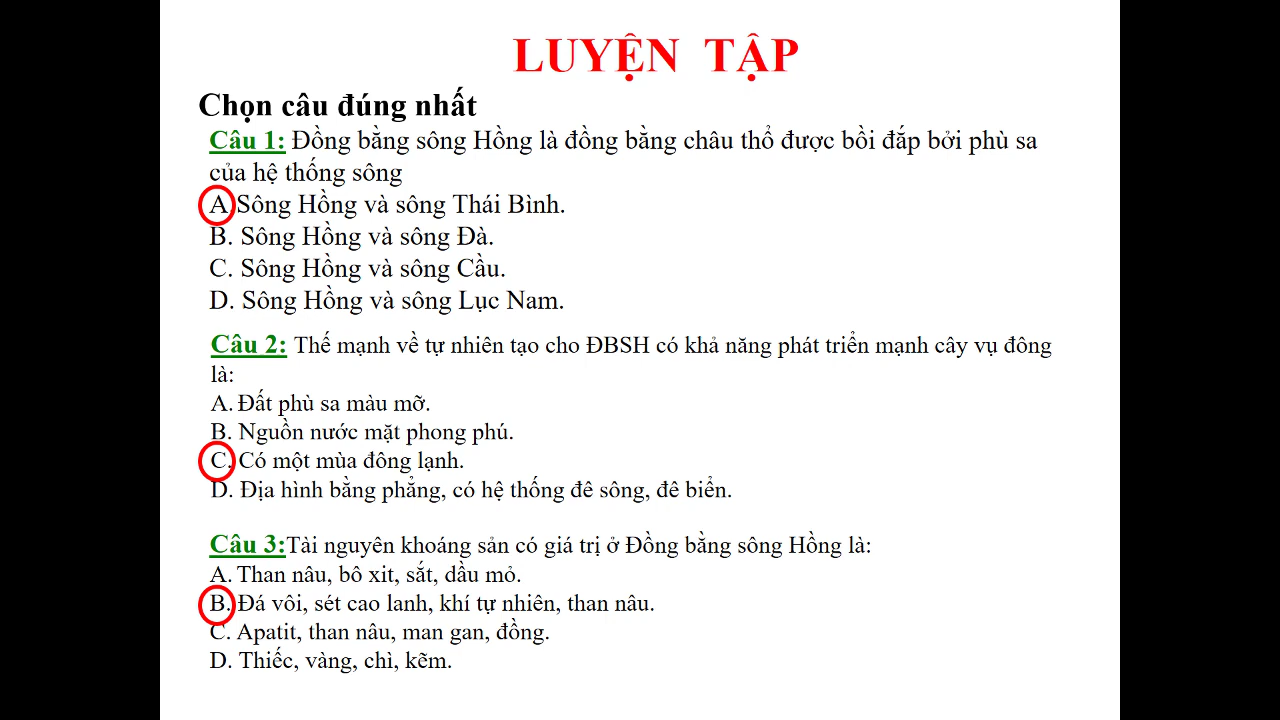 LUYỆN TẬP
Chọn câu đúng nhất
Câu 1: Đồng bằng sông Hồng là đồng bằng châu thổ được bồi đắp bởi phù sa
của hệ thống sông
A Sông Hồng và sông Thái Bình.
B. Sông Hồng và sông Đà.
C. Sông Hồng và sông Cầu.
D. Sông Hồng và sông Lục Nam.
Câu 2: Thế mạnh về tự nhiên tạo cho ĐBSH có khả năng phát triển mạnh cây vụ đông
là:
A. Đất phù sa màu mỡ.
B. Nguồn nước mặt phong phú.
C. Có một mùa đông lạnh.
D. Địa hình bằng phẳng, có hệ thống đê sông, đê biển.
Câu 3:Tài nguyên khoáng sản có giá trị ở Đồng bằng sông Hồng là:
A. Than nâu, bô xit, sắt, dầu mỏ.
B. Đá vôi, sét cao lanh, khí tự nhiên, than nâu.
C. Apatit, than nâu, man gan, đồng.
D. Thiếc, vàng, chì, kẽm.